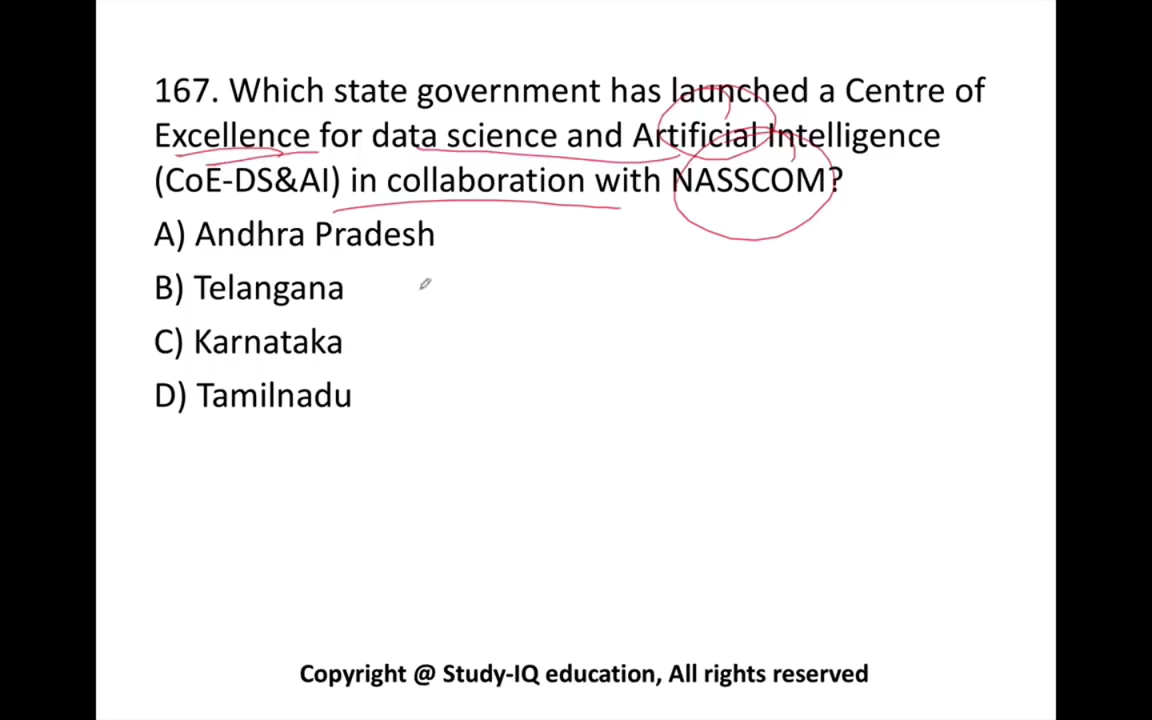 167. Which state government has launched a Centre of
Excellence for data science and Artificial Intelligence
(CoE-DS&AI) in collaboration with NASSCOM?
A) Andhra Pradesh
B) Telangana
C) Karnataka
D) Tamilnadu
Copyright @ Study-IQ education, All rights reserved